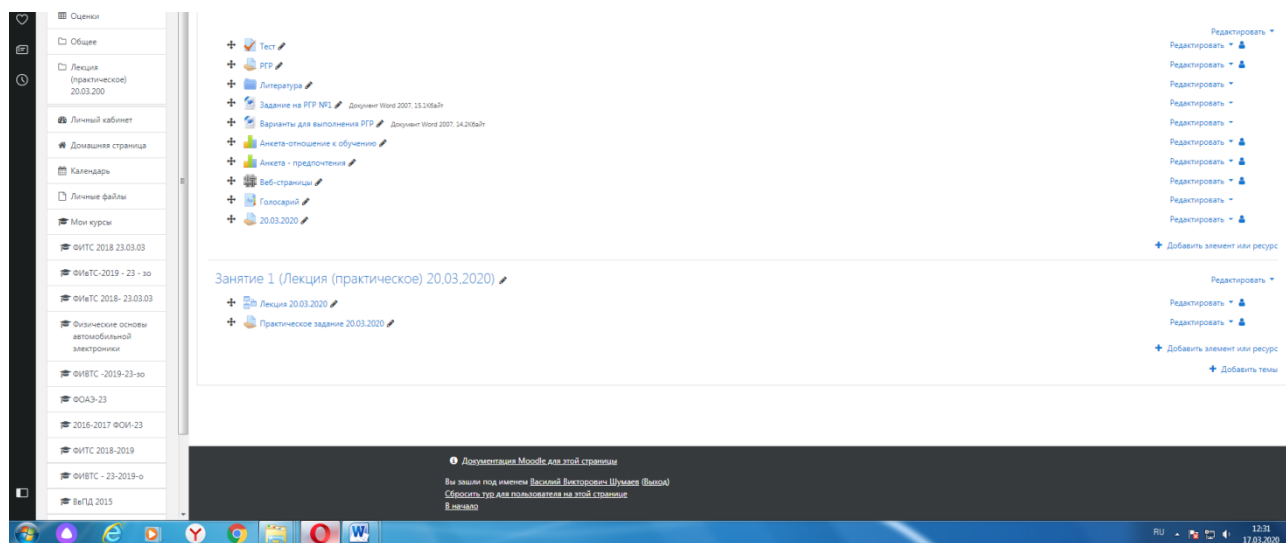 Оценки
Общее
Лекция
(практическое)
20.03.200
Личный кабинет
Домашняя страница
Календарь
Личные файлы
Мои курсы
ФИТС 2018 23.03.03
ФИвТС-2019 - 23 - зо
ФИвТС 2018- 23.03.03
Физические основы
автомобильной
электроники
ФИВТС -2019-23-зо
ФОАЭ-23
2016-2017 ФОИ-23
ФИТС 2018-2019
ФИВТС - 23-2019-о
ВеПД 2015
Редактировать
Тест Редактировать
РГР Редактировать
Литература Редактировать
Задание на РГР №1 Документ Word 2007, 15.1Кбайт Редактировать
Варианты для выполнения РГР Документ Word 2007, 14.2Кбайт Редактировать
Анкета-отношение к обучению Редактировать
Анкета - предпочтения Редактировать
Веб-страницы Редактировать
Голосарий Редактировать
20.03.2020 Редактировать
Добавить элемент или ресурс
Занятие 1 (Лекция (практическое) 20.03.2020) Редактировать
Лекция 20.03.2020 Редактировать
Практическое задание 20.03.2020 Редактировать
Добавить элемент или ресурс
Добавить темы
Документация Moodle для этой страницы
Вы зашли под именем Василий Викторович Шумаев (Выход)
Сбросить тур для пользователя на этой странице
В начало
RU 12:31
17.03.2020